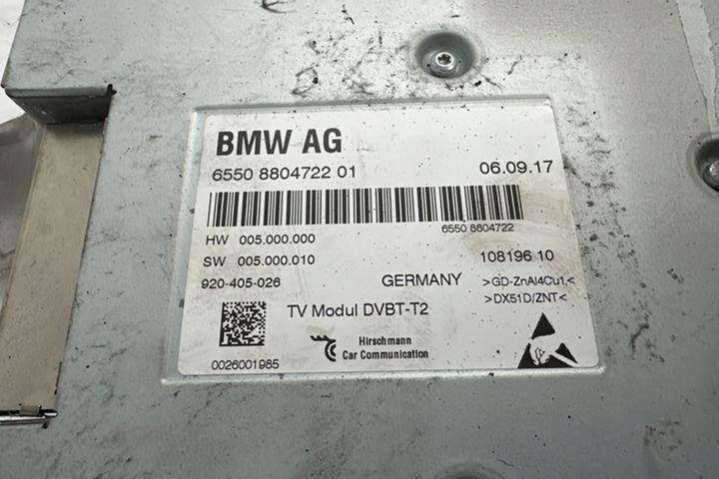 BMW AG
6550 8804722 01 06.09.17
6550 8804722
HW 005.000.000
SW 005.000.010 108196 10
920-405-026 GERMANY >GD-ZnAl4Cu1,<
>DX51D/ZNT<
TV Modul DVBT-T2
Hirschmann
Car Communication
0026001985